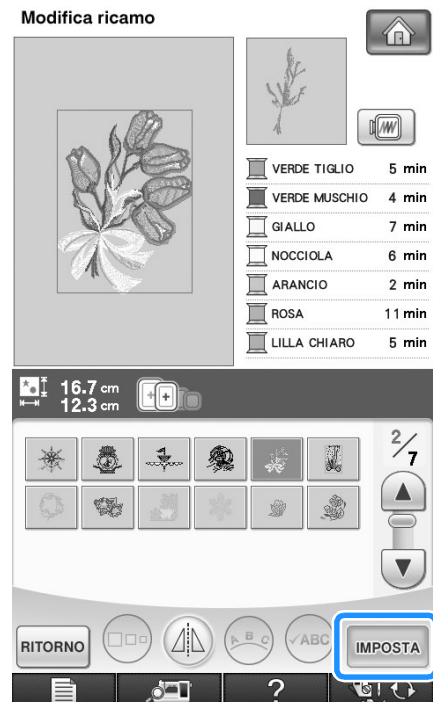 Modifica ricamo
VERDE TIGLIO 5 min
VERDE MUSCHIO 4 min
GIALLO 7 min
NOCCIOLA 6 min
ARANCIO 2 min
ROSA 11 min
LILLA CHIARO 5 min
16.7 cm
12.3 cm
2/7
RITORNO
ABC
ABC
IMPOSTA
?